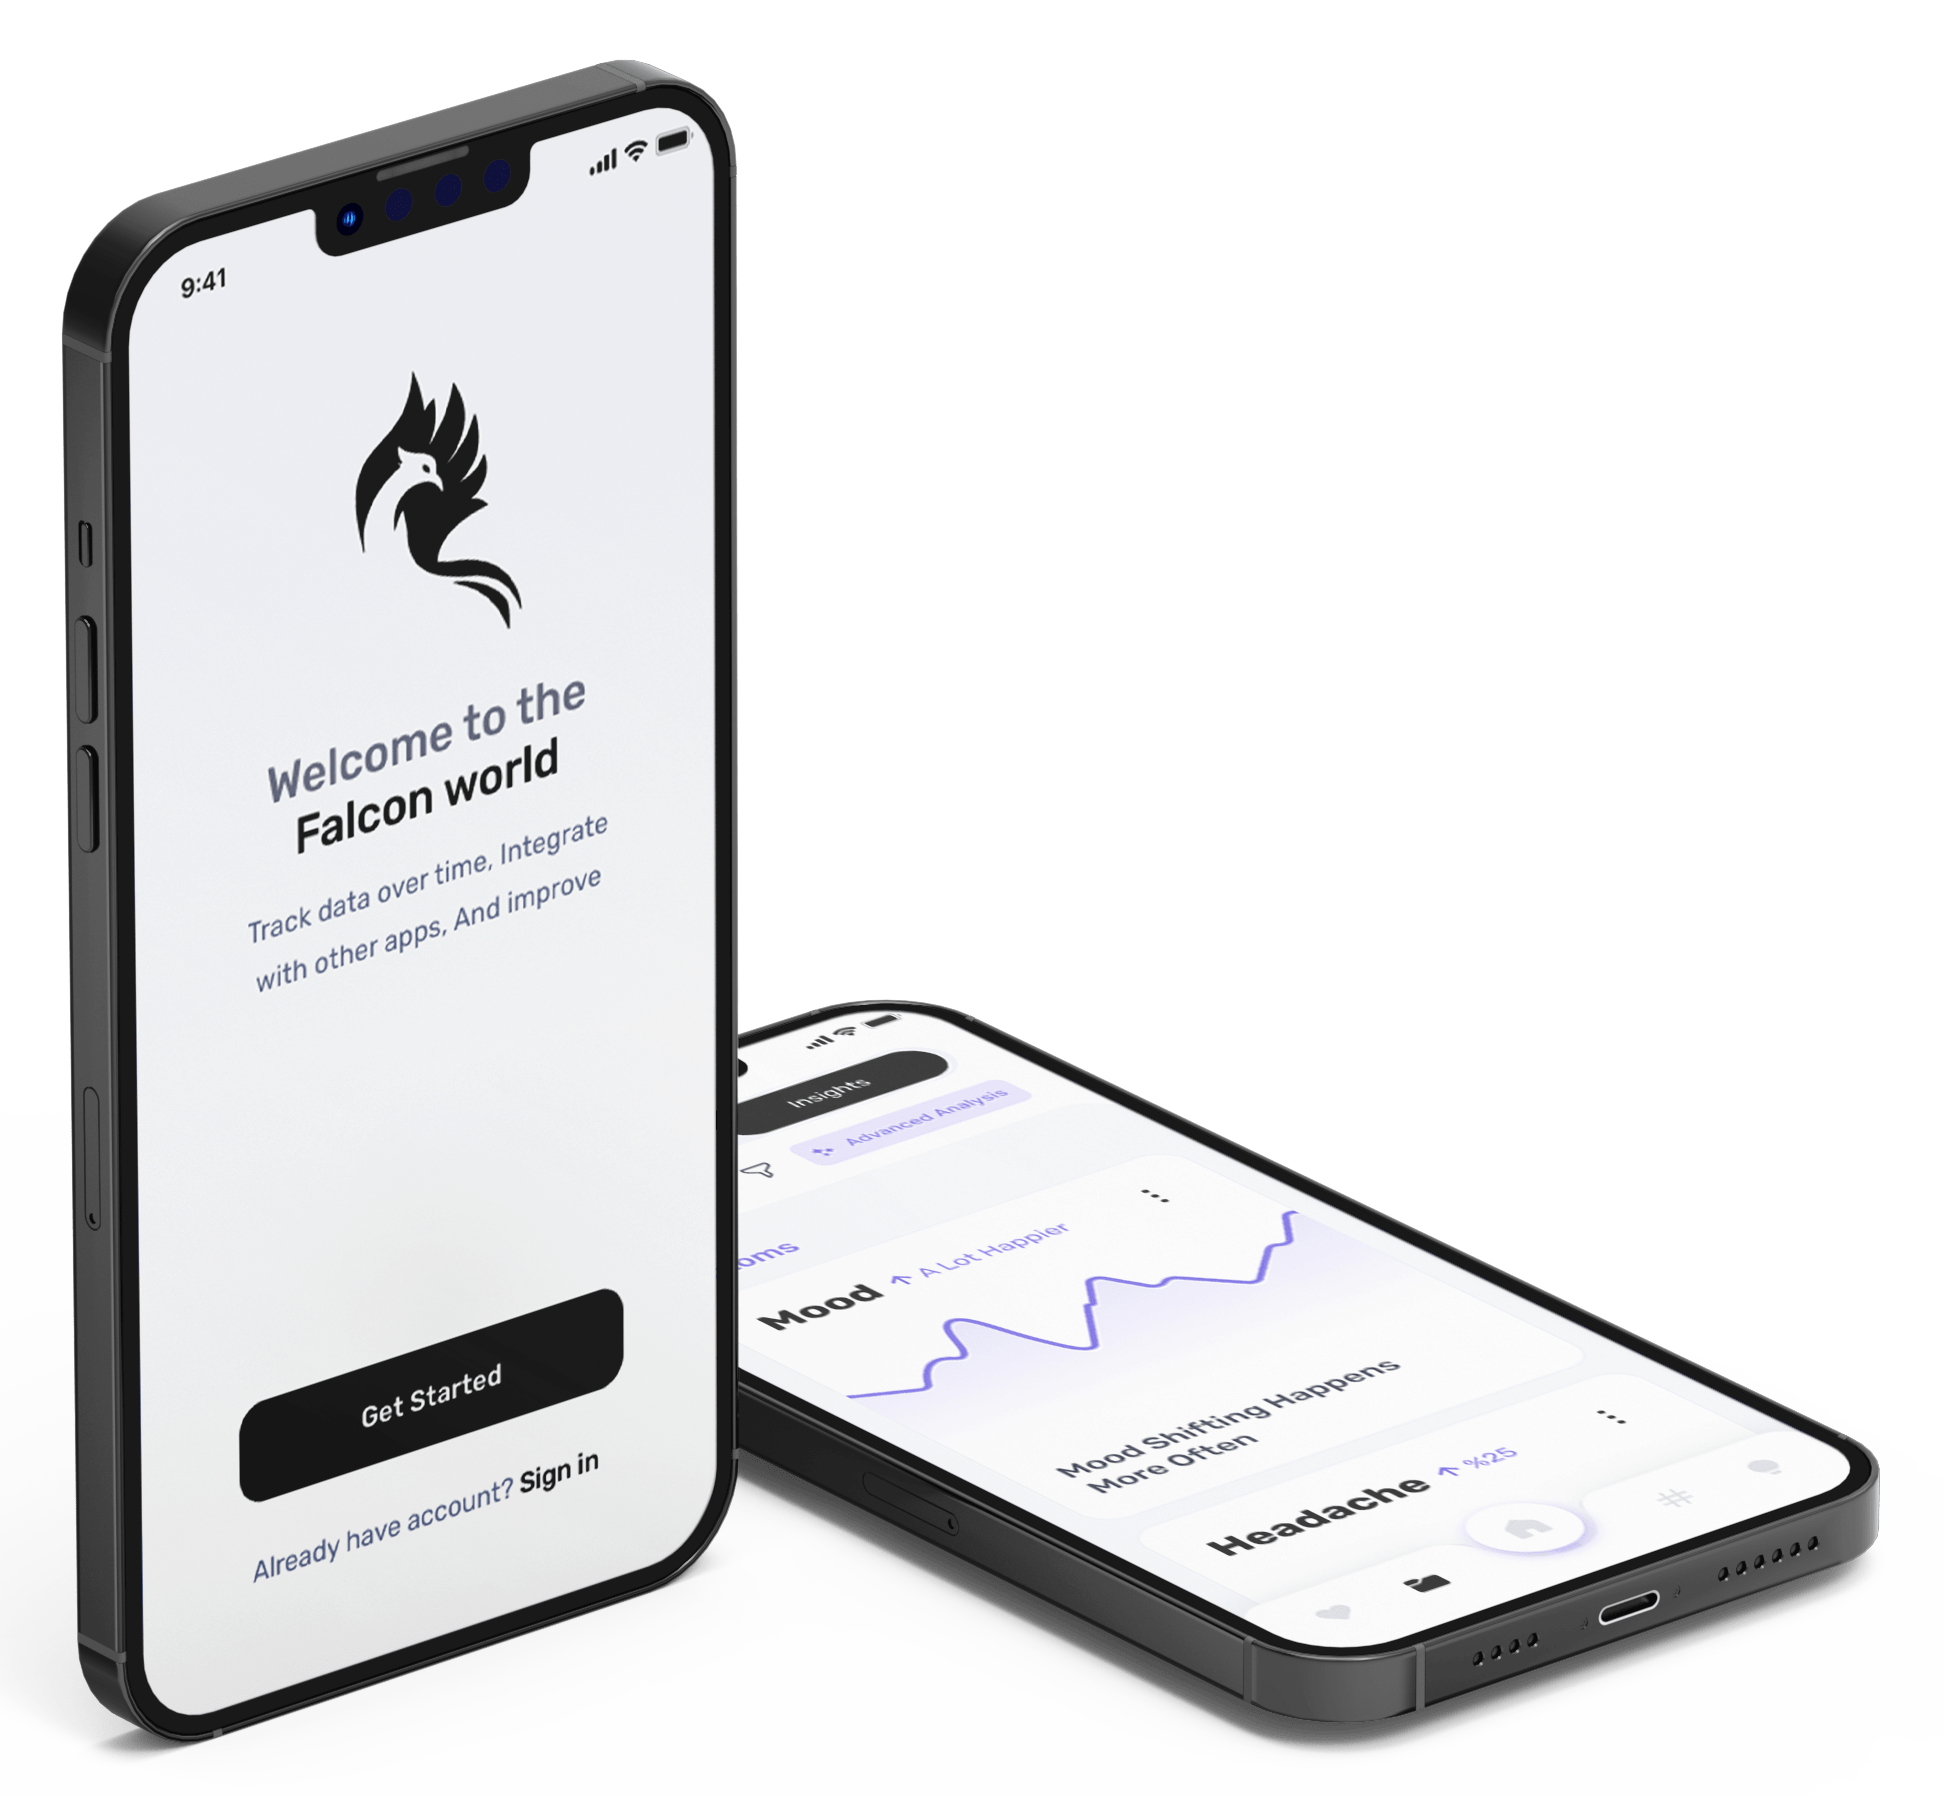 9:41
Welcome to the
Falcon world
Track data over time, Integrate
with other apps, And improve
Get Started
Already have account? Sign in
Insights
Advanced Analysis
oms
Mood ↑ A Lot Happier
Mood Shifting Happens
More Often
Headache ↑ %25